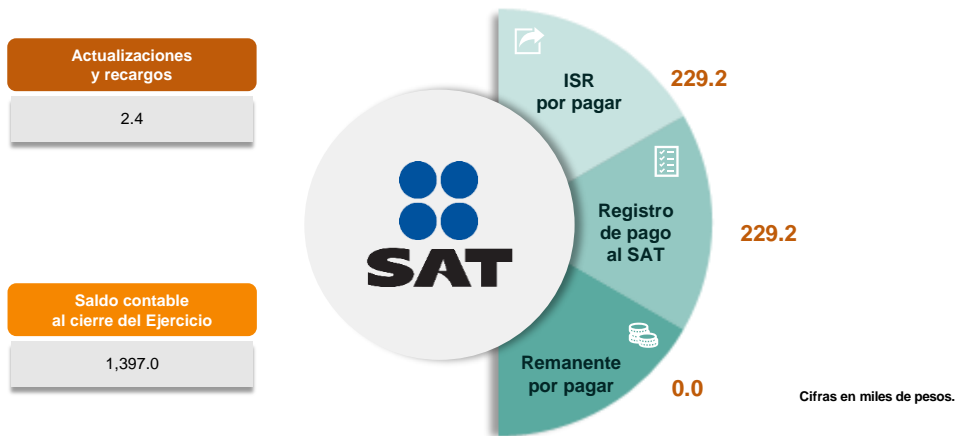 Actualizaciones
y recargos
2.4
Saldo contable
al cierre del Ejercicio
1,397.0
SAT
ISR
por pagar
229.2
Registro
de pago
al SAT
229.2
Remanente
por pagar
0.0
Cifras en miles de pesos.